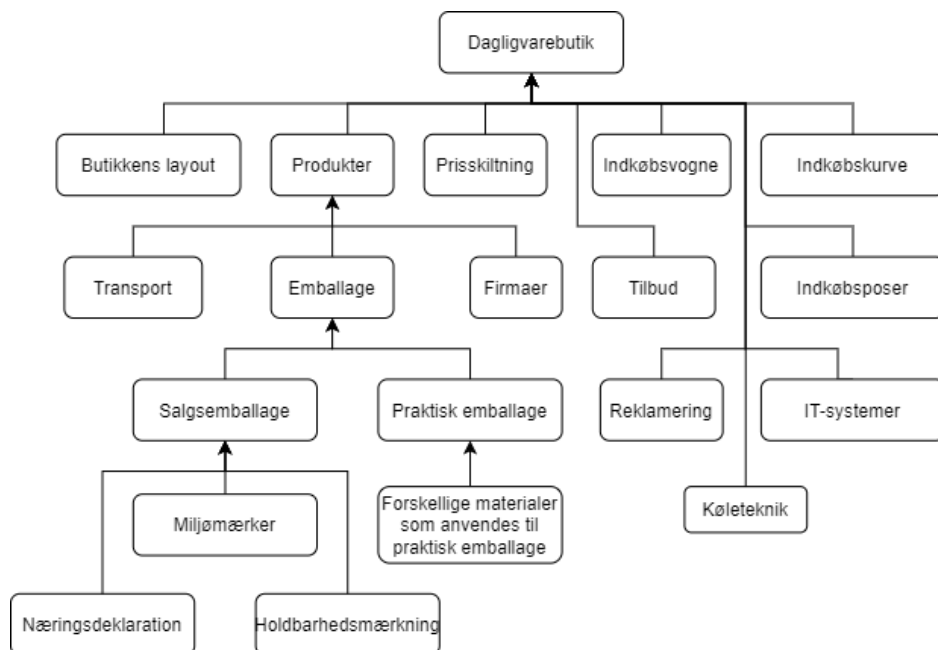 Dagligvarebutik
Butikkens layout
Produkter
Prisskiltning
Indkøbsvogne
Indkøbskurve
Transport
Emballage
Firmaer
Tilbud
Indkøbsposer
Salgsemballage
Praktisk emballage
Reklamering
IT-systemer
Miljømærker
Forskellige materialer
som anvendes til
praktisk emballage
Køleteknik
Næringsdeklaration
Holdbarhedsmærkning